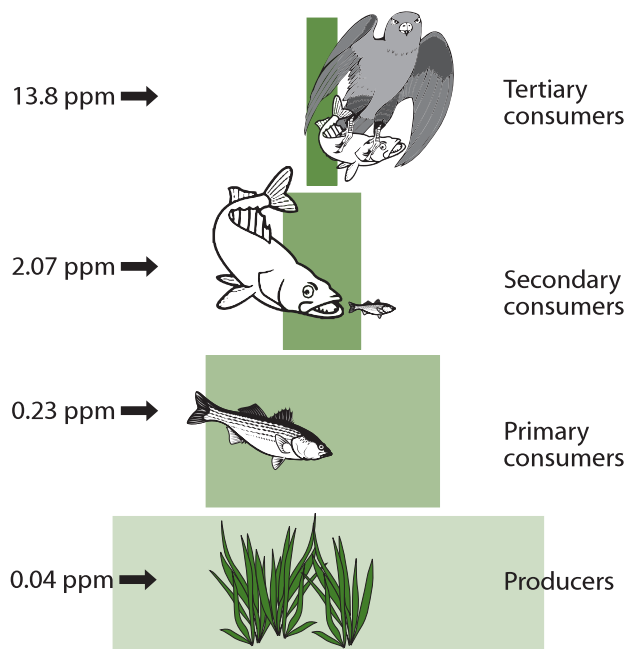 13.8 ppm
Tertiary
consumers
2.07 ppm
Secondary
consumers
0.23 ppm
Primary
consumers
0.04 ppm
Producers